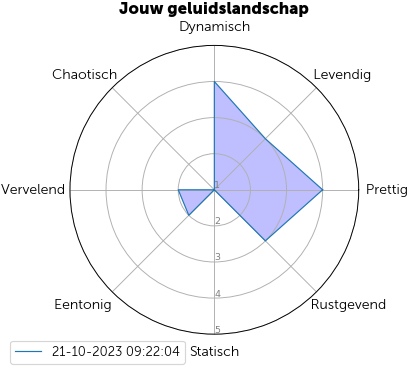 Jouw geluidslandschap
Dynamisch
Chaotisch
Levendig
Vervelend
Prettig
1
2
3
4
5
Eentonig
Rustgevend
21-10-2023 09:22:04
Statisch